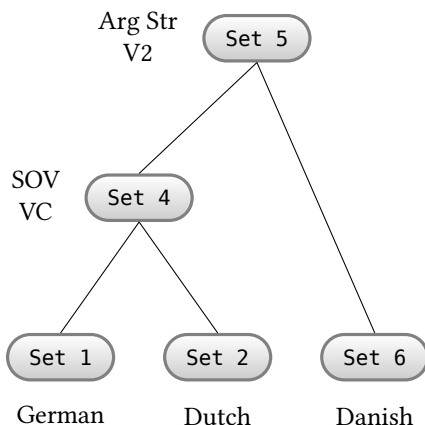 Arg Str
V2
Set 5
SOV
VC
Set 4
Set 1
Set 2
Set 6
German
Dutch
Danish